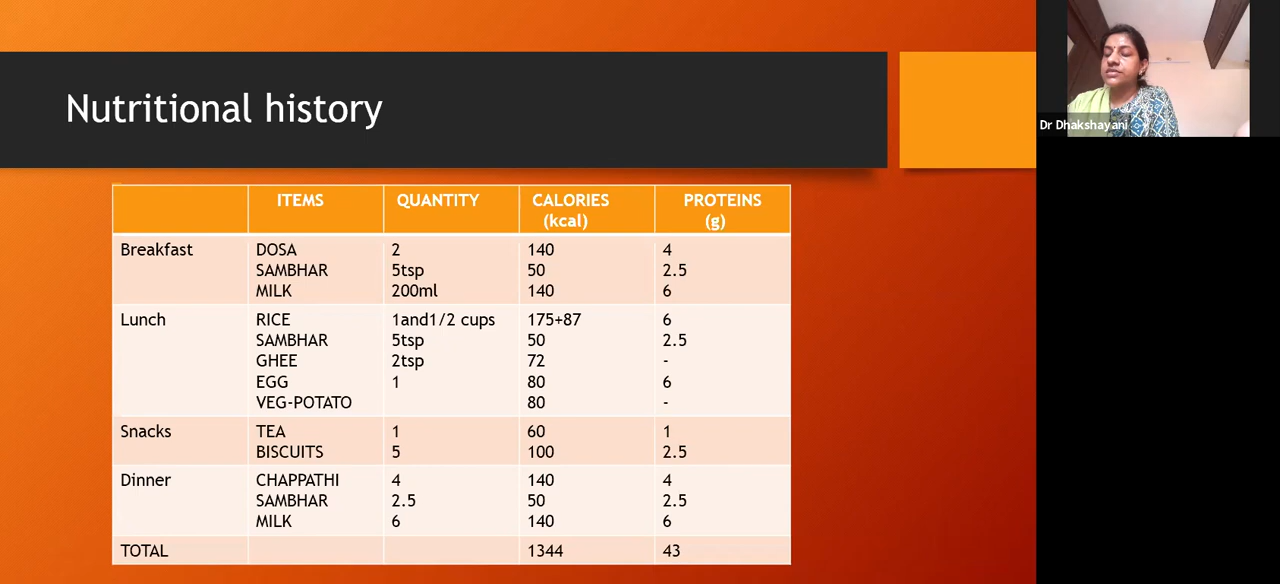 Nutritional history
Dr Dhakshayani
ITEMS QUANTITY CALORIES (kcal) PROTEINS (g)
Breakfast DOSA 2 140 4
SAMBHAR 5tsp 50 2.5
MILK 200ml 140 6
Lunch RICE 1and1/2 cups 175+87 6
SAMBHAR 5tsp 50 2.5
GHEE 2tsp 72 -
EGG 1 80 6
VEG-POTATO 80 -
Snacks TEA 1 60 1
BISCUITS 5 100 2.5
Dinner CHAPPATHI 4 140 4
SAMBHAR 2.5 50 2.5
MILK 6 140 6
TOTAL 1344 43